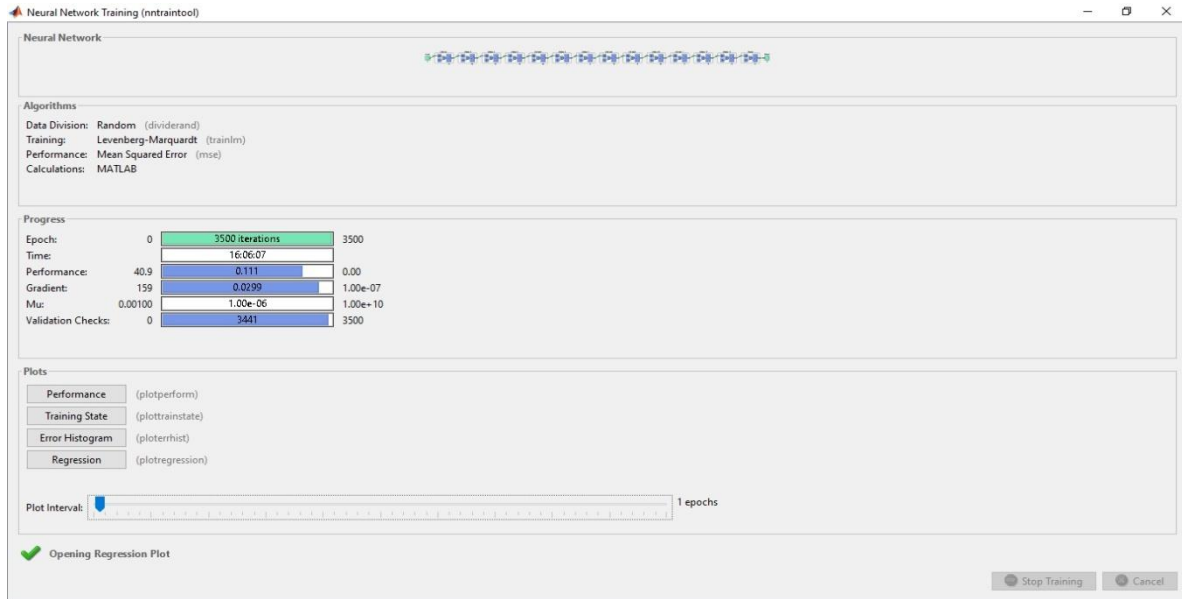 Neural Network Training (nntraintool)
Neural Network
Algorithms
Data Division: Random (dividerand)
Training: Levenberg-Marquardt (trainlm)
Performance: Mean Squared Error (mse)
Calculations: MATLAB
Progress
Epoch: 0 3500 iterations 3500
Time: 16:06:07
Performance: 40.9 0.111 0.00
Gradient: 159 0.0299 1.00e-07
Mu: 0.00100 1.00e-06 1.00e+10
Validation Checks: 0 3441 3500
Plots
Performance (plotperform)
Training State (plottrainstate)
Error Histogram (ploterrhist)
Regression (plotregression)
Plot Interval: 1 epochs
Opening Regression Plot
Stop Training Cancel